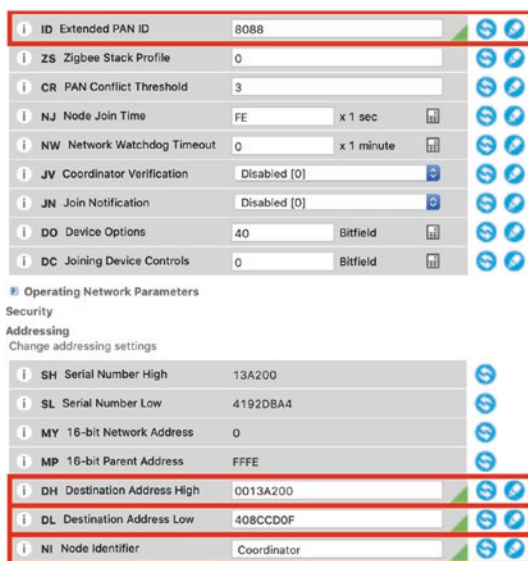 i ID Extended PAN ID 8088
i ZS Zigbee Stack Profile 0
i CR PAN Conflict Threshold 3
i NJ Node Join Time FE x 1 sec
i NW Network Watchdog Timeout 0 x 1 minute
i JV Coordinator Verification Disabled [0]
i JN Join Notification Disabled [0]
i DO Device Options 40 Bitfield
i DC Joining Device Controls 0 Bitfield
Operating Network Parameters
Security
Addressing
Change addressing settings
i SH Serial Number High 13A200
i SL Serial Number Low 4192DBA4
i MY 16-bit Network Address 0
i MP 16-bit Parent Address FFFE
i DH Destination Address High 0013A200
i DL Destination Address Low 408CCD0F
i NI Node Identifier Coordinator